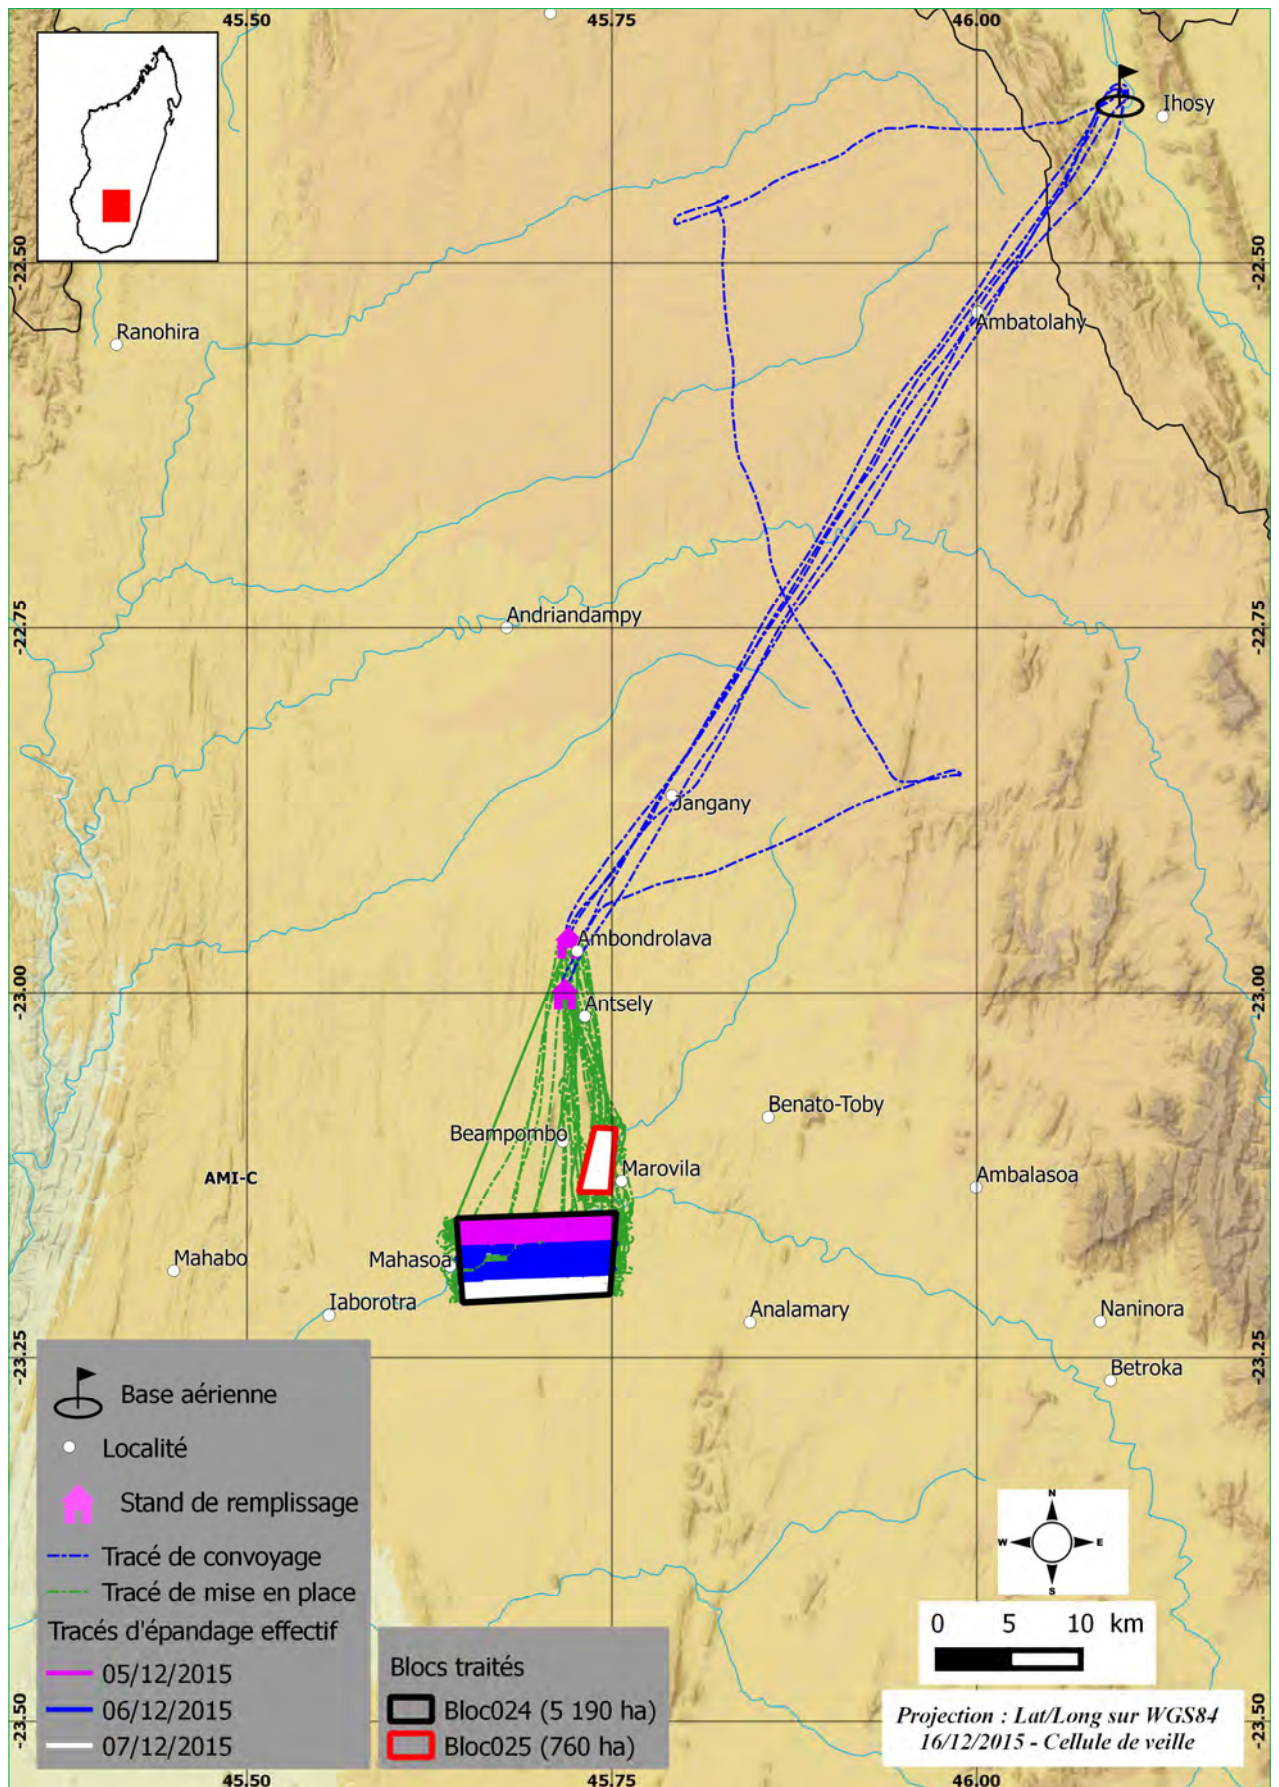 45.50
45.75
46.00
Ihosy
-22.50
-22.50
Ambatolahy
Ranohira
Andriandampy
-22.75
-22.75
Jangany
Ambondrolava
-23.00
-23.00
Antsely
Benato-Toby
Beampombo
Marovila
AMI-C
Ambalasoa
Mahabo
Mahasoa
Iaborotra
Analamary
Naninora
-23.25
-23.25
Betroka
Base aérienne
Localité
Stand de remplissage
Tracé de convoyage
Tracé de mise en place
Tracés d'épandage effectif
05/12/2015
06/12/2015
07/12/2015
Blocs traités
Bloc024 (5 190 ha)
Bloc025 (760 ha)
N
W
E
S
0 5 10 km
Projection : Lat/Long sur WGS84
16/12/2015 - Cellule de veille
-23.50
-23.50
45.50
45.75
46.00